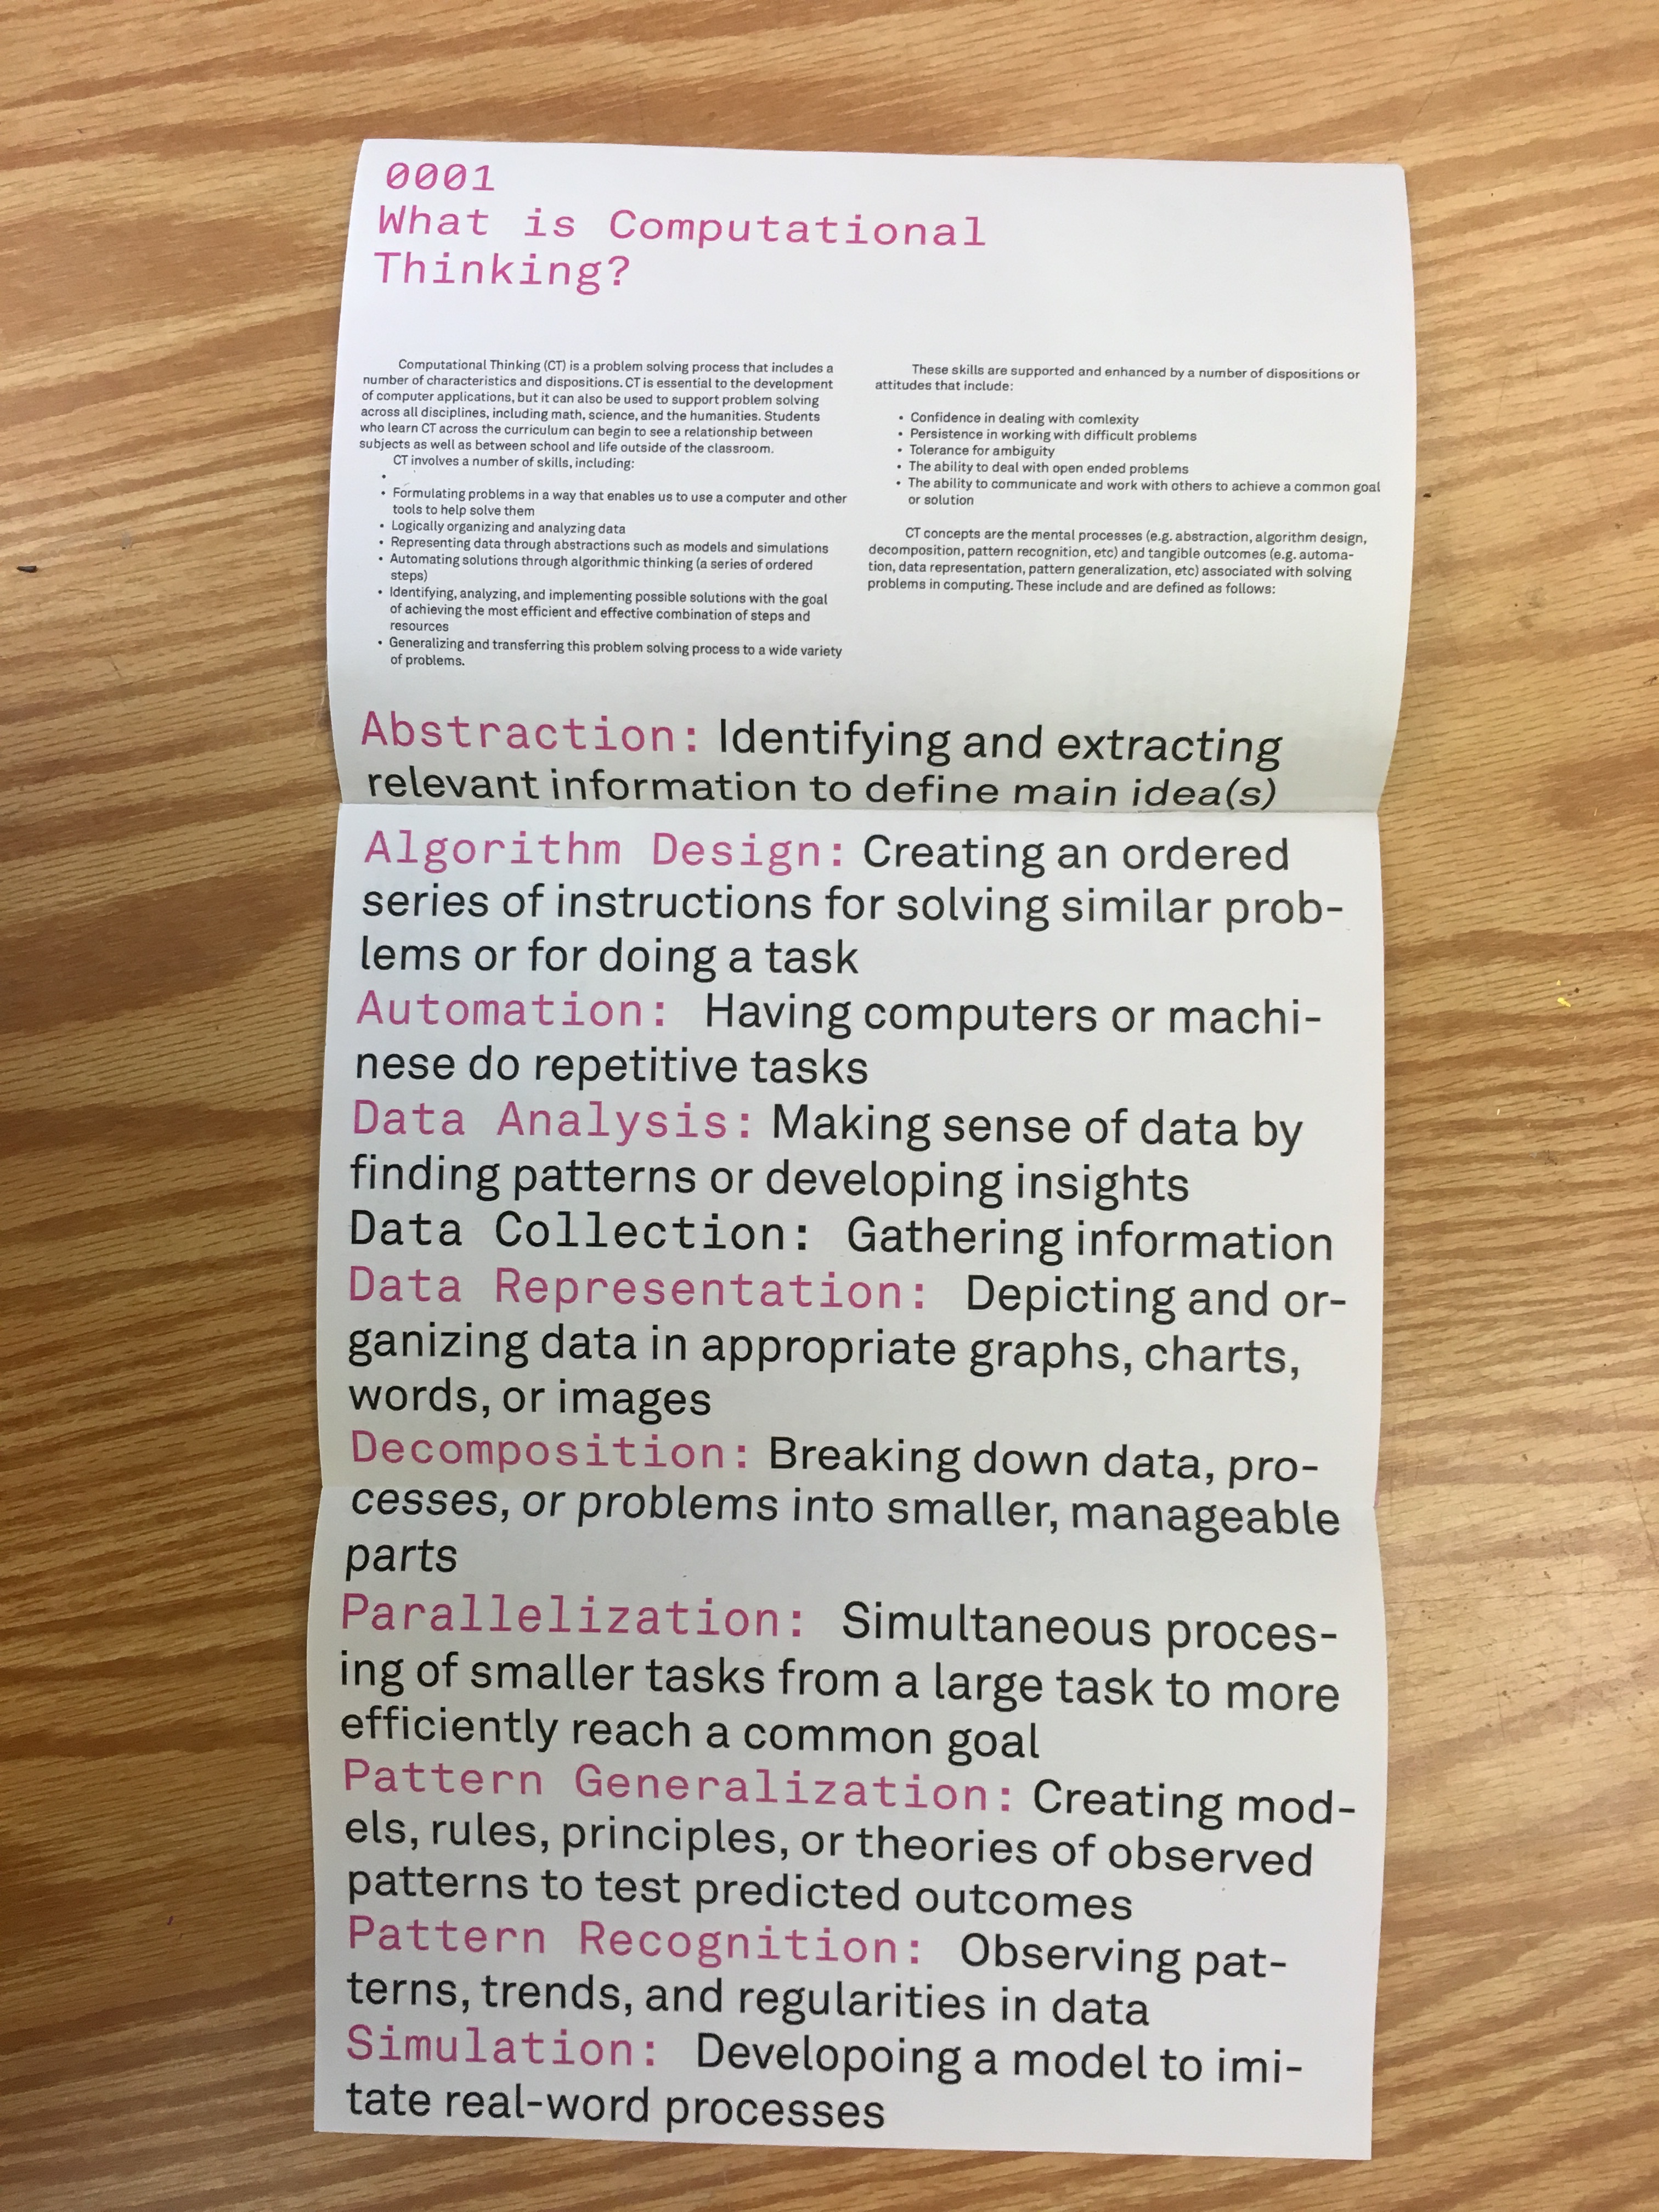 0001
What is Computational
Thinking?
Computational Thinking (CT) is a problem solving process that includes a
number of characteristics and dispositions. CT is essential to the development
of computer applications, but it can also be used to support problem solving
across all disciplines, including math, science, and the humanities. Students
who learn CT across the curriculum can begin to see a relationship between
subjects as well as between school and life outside of the classroom.
CT involves a number of skills, including:
•
• Formulating problems in a way that enables us to use a computer and other
tools to help solve them
• Logically organizing and analyzing data
• Representing data through abstractions such as models and simulations
• Automating solutions through algorithmic thinking (a series of ordered
steps)
• Identifying, analyzing, and implementing possible solutions with the goal
of achieving the most efficient and effective combination of steps and
resources
• Generalizing and transferring this problem solving process to a wide variety
of problems.
These skills are supported and enhanced by a number of dispositions or
attitudes that include:
• Confidence in dealing with comlexity
• Persistence in working with difficult problems
• Tolerance for ambiguity
• The ability to deal with open ended problems
• The ability to communicate and work with others to achieve a common goal
or solution
CT concepts are the mental processes (e.g. abstraction, algorithm design,
decomposition, pattern recognition, etc) and tangible outcomes (e.g. automa-
tion, data representation, pattern generalization, etc) associated with solving
problems in computing. These include and are defined as follows:
Abstraction: Identifying and extracting
relevant information to define main idea(s)
Algorithm Design: Creating an ordered
series of instructions for solving similar prob-
lems or for doing a task
Automation: Having computers or machi-
nese do repetitive tasks
Data Analysis: Making sense of data by
finding patterns or developing insights
Data Collection: Gathering information
Data Representation: Depicting and or-
ganizing data in appropriate graphs, charts,
words, or images
Decomposition: Breaking down data, pro-
cesses, or problems into smaller, manageable
parts
Parallelization: Simultaneous proces-
ing of smaller tasks from a large task to more
efficiently reach a common goal
Pattern Generalization: Creating mod-
els, rules, principles, or theories of observed
patterns to test predicted outcomes
Pattern Recognition: Observing pat-
terns, trends, and regularities in data
Simulation: Developoing a model to imi-
tate real-word processes